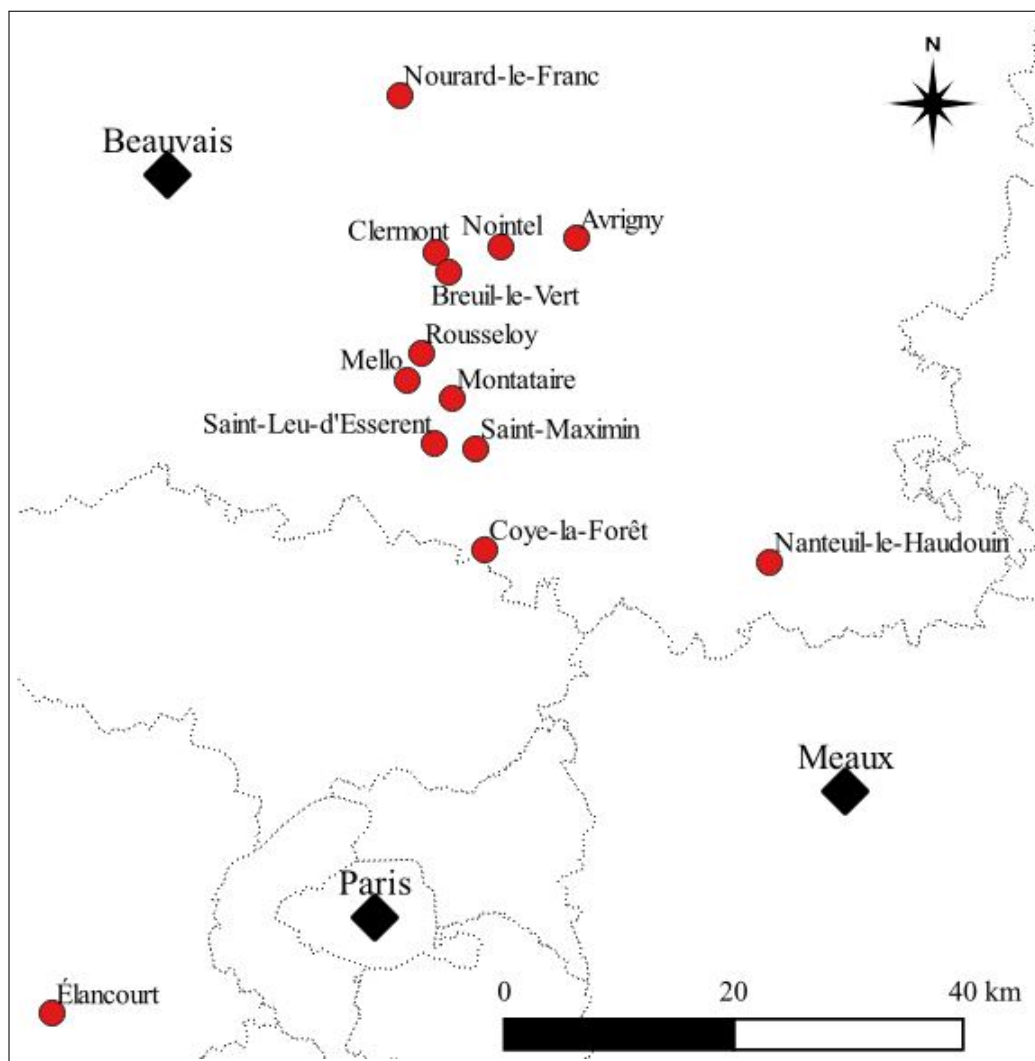 N
Nourard-le-Franc
Beauvais
Clermont
Nointel
Avrigny
Breuil-le-Vert
Rousseloy
Mello
Montataire
Saint-Leu-d'Esserent
Saint-Maximin
Coye-la-Forêt
Nanteuil-le-Haudouin
Meaux
Paris
Élancourt
0 20 40 km